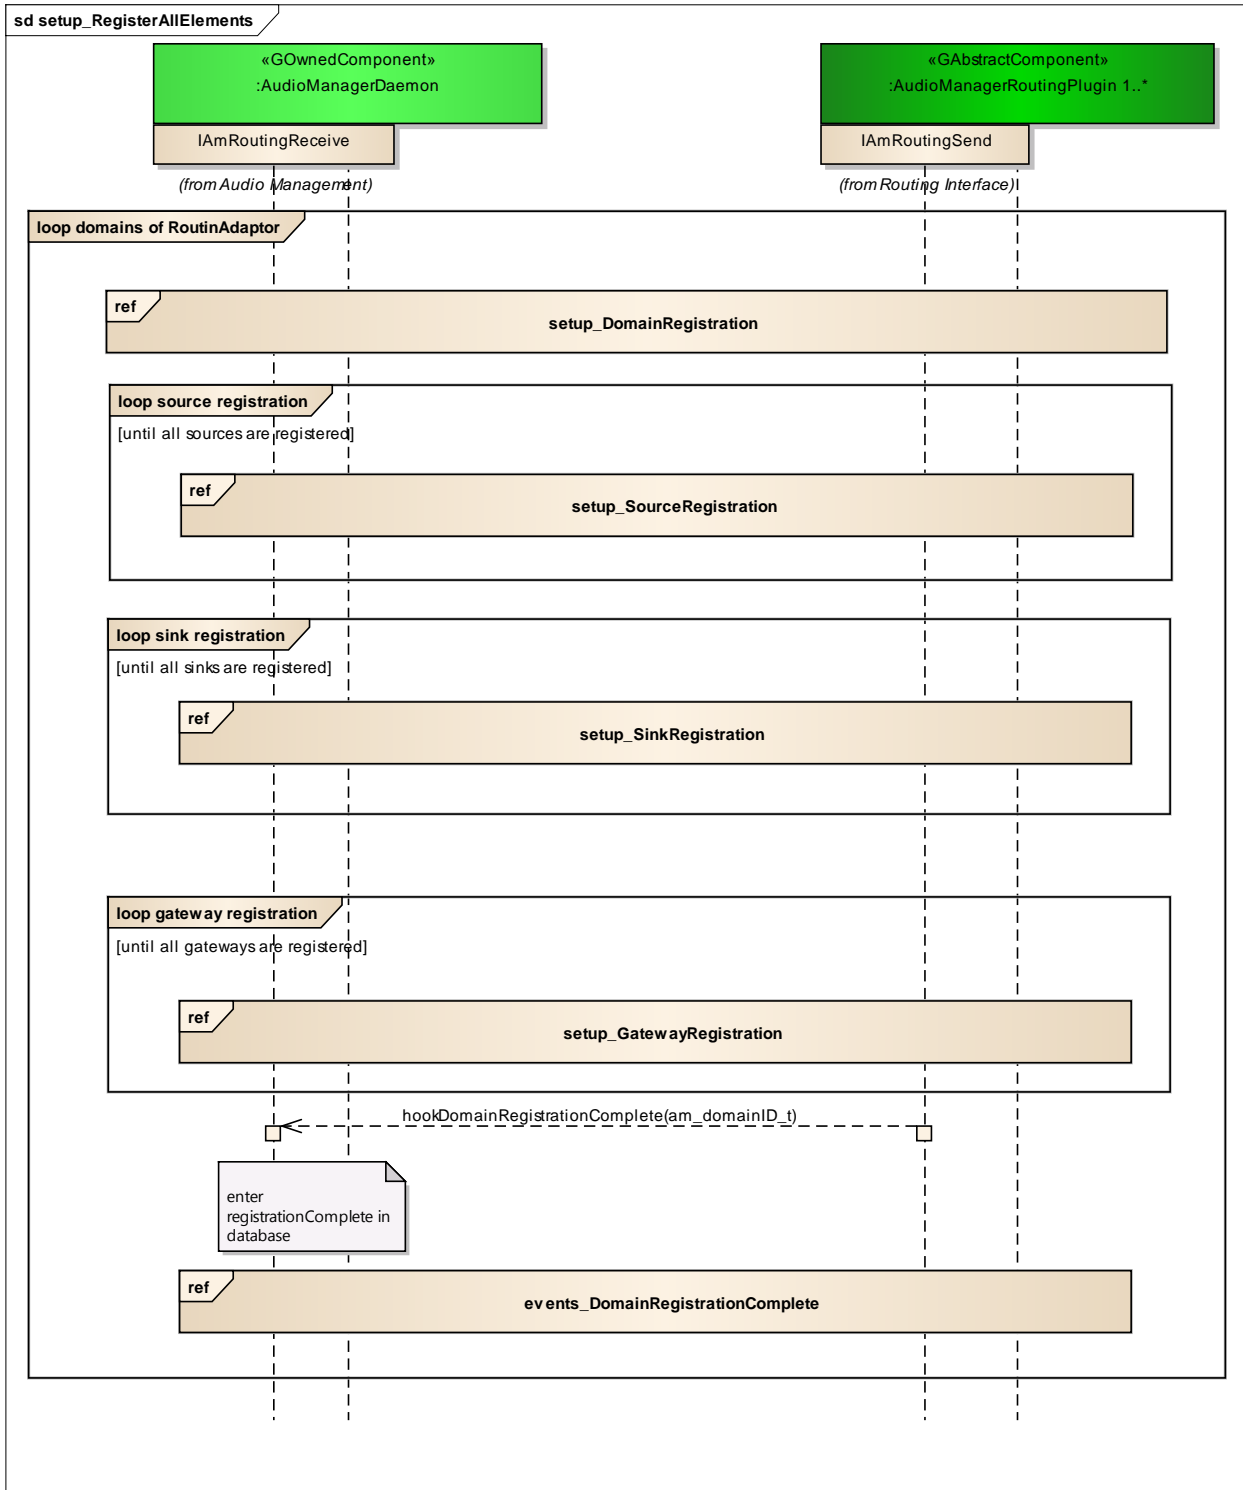 sd setup_RegisterAllElements
«GOwnedComponent»
:AudioManagerDaemon
«GAbstractComponent»
:AudioManagerRoutingPlugin 1..*
IAmRoutingReceive
IAmRoutingSend
(from Audio Management)
(from Routing Interface)
loop domains of RoutinAdaptor
ref
setup_DomainRegistration
loop source registration
[until all sources are registered]
ref
setup_SourceRegistration
loop sink registration
[until all sinks are registered]
ref
setup_SinkRegistration
loop gateway registration
[until all gateways are registered]
ref
setup_GatewayRegistration
hookDomainRegistrationComplete(am_domainID_t)
enter
registrationComplete in
database
ref
events_DomainRegistrationComplete